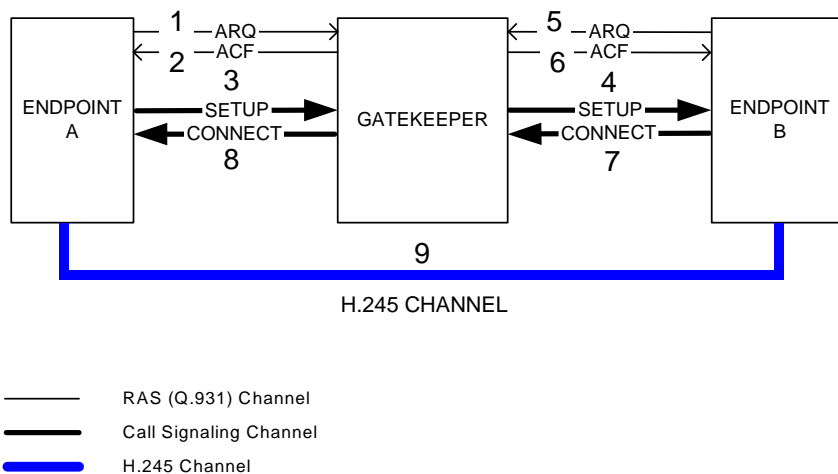 1 ARQ
5 ARQ
2 ACF
6 ACF
3
4
ENDPOINT
A
SETUP
GATEKEEPER
SETUP
ENDPOINT
B
CONNECT
CONNECT
8
7
9
H.245 CHANNEL
RAS (Q.931) Channel
Call Signaling Channel
H.245 Channel